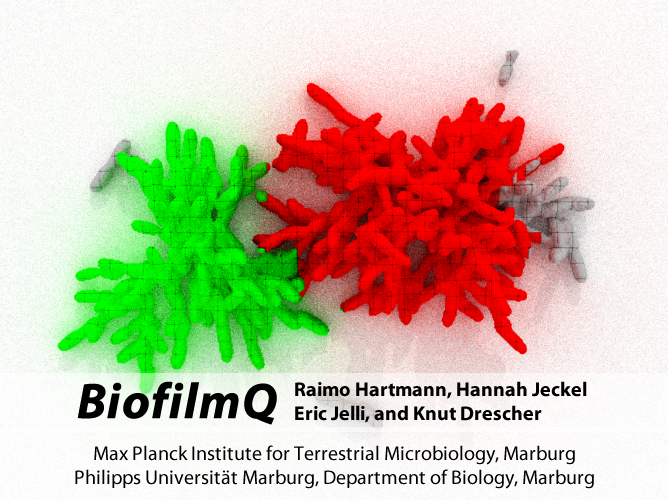 BiofilmQ
Raimo Hartmann, Hannah Jeckel
Eric Jelli, and Knut Drescher
Max Planck Institute for Terrestrial Microbiology, Marburg
Philipps Universität Marburg, Department of Biology, Marburg